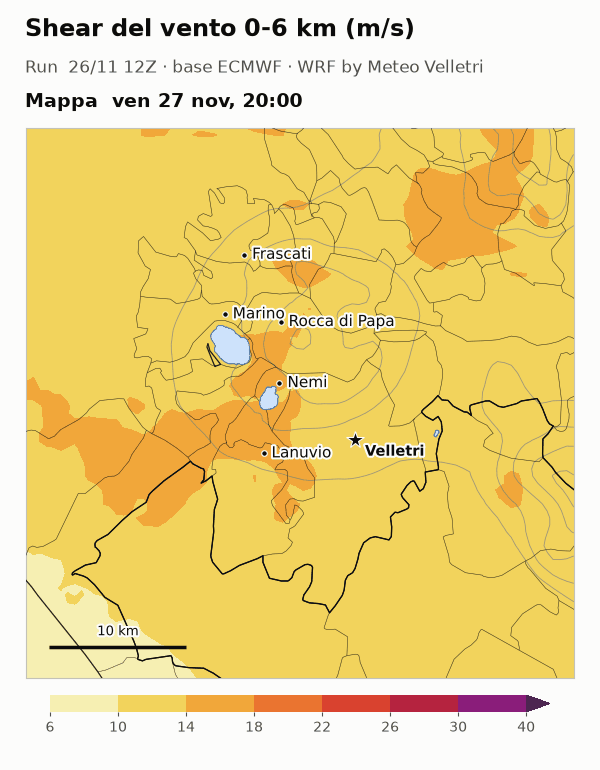 Shear del vento 0-6 km (m/s)
Run  26/11 12Z · base ECMWF · WRF by Meteo Velletri
Mappa  ven 27 nov, 20:00
Frascati
Marino
Rocca di Papa
Nemi
Velletri
Lanuvio
10 km
6 10 14 18 22 26 30 40